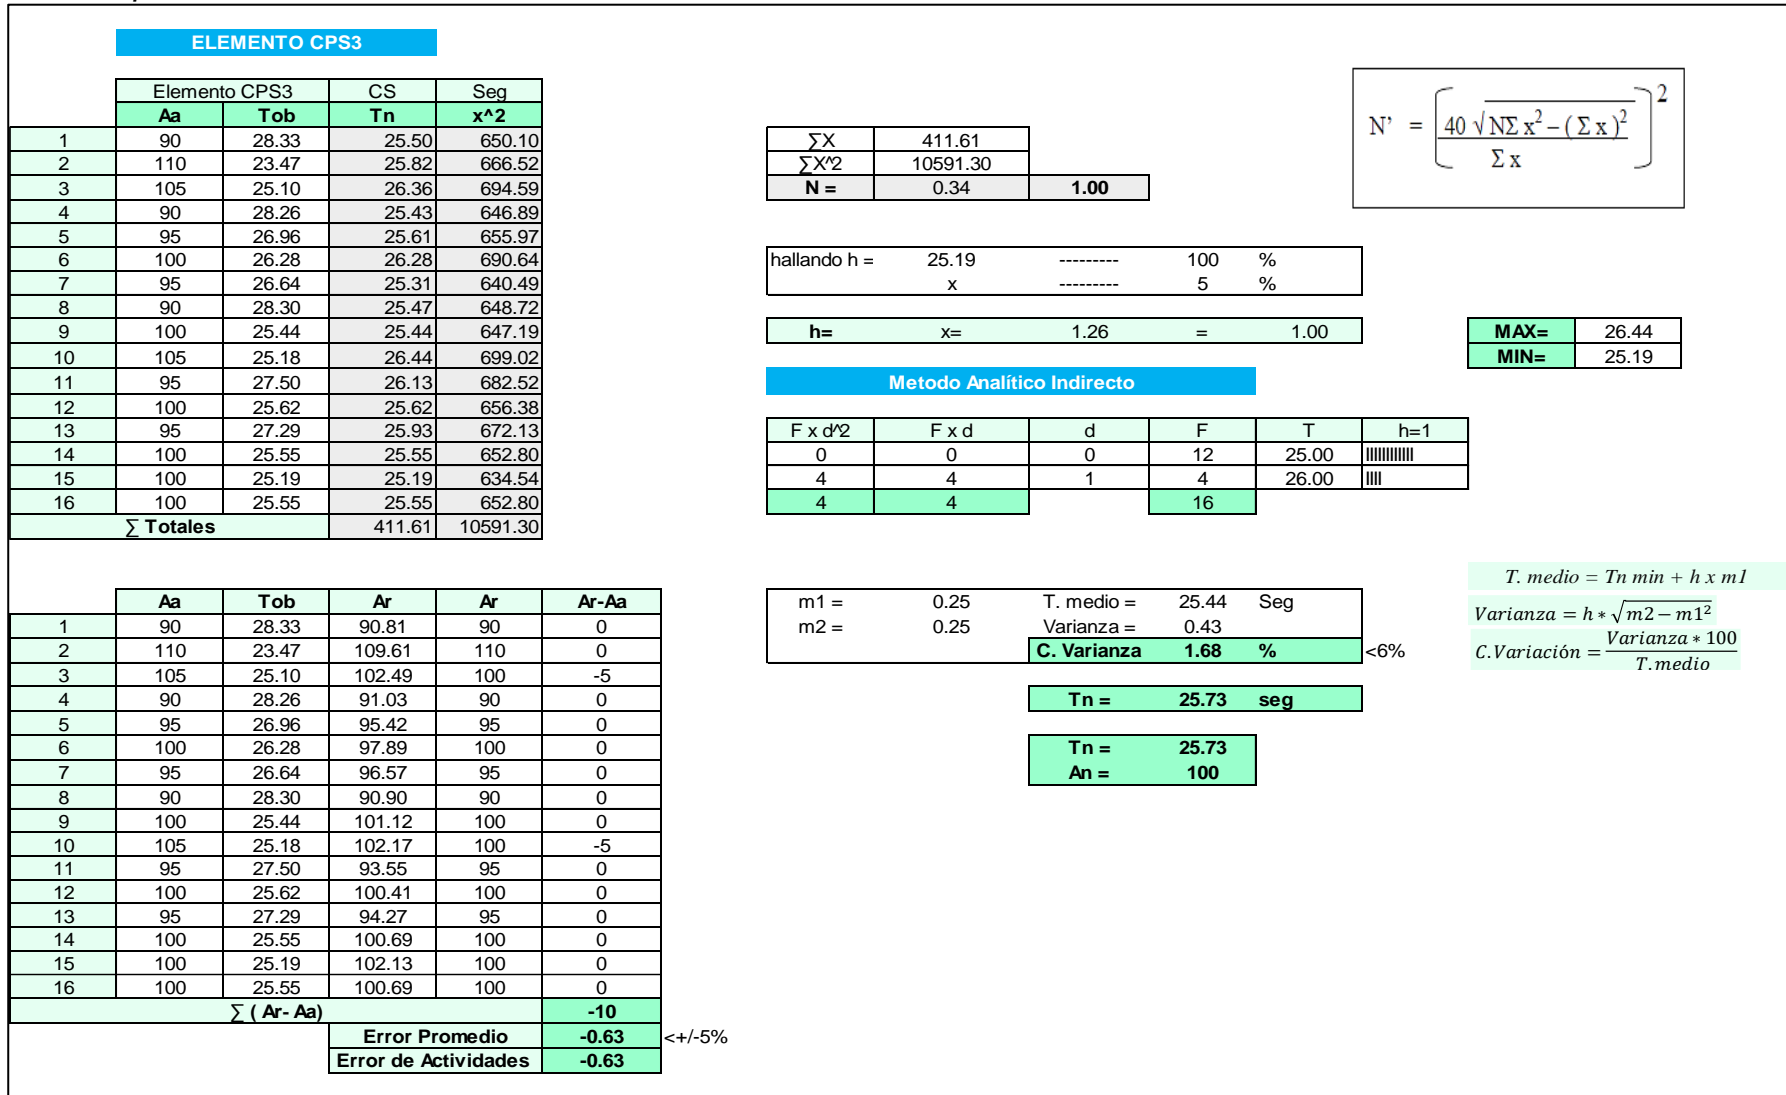 ELEMENTO CPS3
Elemento CPS3 CS Seg
Aa Tob Tn x^2
1 90 28.33 25.50 650.10
2 110 23.47 25.82 666.52
3 105 25.10 26.36 694.59
4 90 28.26 25.43 646.89
5 95 26.96 25.61 655.97
6 100 26.28 26.28 690.64
7 95 26.64 25.31 640.49
8 90 28.30 25.47 648.72
9 100 25.44 25.44 647.19
10 105 25.18 26.44 699.02
11 95 27.50 26.13 682.52
12 100 25.62 25.62 656.38
13 95 27.29 25.93 672.13
14 100 25.55 25.55 652.80
15 100 25.19 25.19 634.54
16 100 25.55 25.55 652.80
∑ Totales 411.61 10591.30
∑X 411.61
∑X^2 10591.30
N = 0.34 1.00
N' = ( 40 √ NΣ x² – ( Σ x )² / Σ x )²
hallando h = 25.19 --------- 100 %
x --------- 5 %
h= x= 1.26 = 1.00
MAX= 26.44
MIN= 25.19
Metodo Analítico Indirecto
F x d^2 F x d d F T h=1
0 0 0 12 25.00 IIIIIIIIIIII
4 4 1 4 26.00 IIII
4 4 16
Aa Tob Ar Ar Ar-Aa
1 90 28.33 90.81 90 0
2 110 23.47 109.61 110 0
3 105 25.10 102.49 100 -5
4 90 28.26 91.03 90 0
5 95 26.96 95.42 95 0
6 100 26.28 97.89 100 0
7 95 26.64 96.57 95 0
8 90 28.30 90.90 90 0
9 100 25.44 101.12 100 0
10 105 25.18 102.17 100 -5
11 95 27.50 93.55 95 0
12 100 25.62 100.41 100 0
13 95 27.29 94.27 95 0
14 100 25.55 100.69 100 0
15 100 25.19 102.13 100 0
16 100 25.55 100.69 100 0
∑ ( Ar- Aa) -10
Error Promedio -0.63 <+/-5%
Error de Actividades -0.63
m1 = 0.25 T. medio = 25.44 Seg
m2 = 0.25 Varianza = 0.43
C. Varianza 1.68 % <6%
Tn = 25.73 seg
Tn = 25.73
An = 100
T. medio = Tn min + h x m1
Varianza = h * √m2 − m1²
C.Variación = Varianza * 100 / T.medio